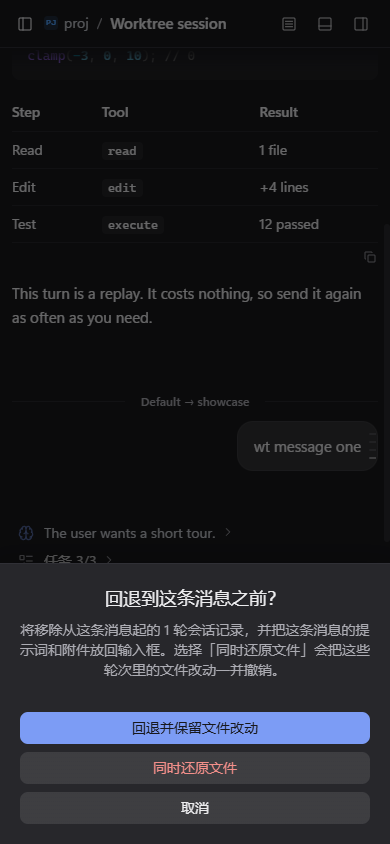 PJ proj / Worktree session
clamp(-3, 0, 10); // 0
Step Tool Result
Read read 1 file
Edit edit +4 lines
Test execute 12 passed
This turn is a replay. It costs nothing, so send it again
as often as you need.
Default → showcase
wt message one
The user wants a short tour.
任务 3/3
回退到这条消息之前？
将移除从这条消息起的 1 轮会话记录，并把这条消息的提
示词和附件放回输入框。选择「同时还原文件」会把这些
轮次里的文件改动一并撤销。
回退并保留文件改动
同时还原文件
取消